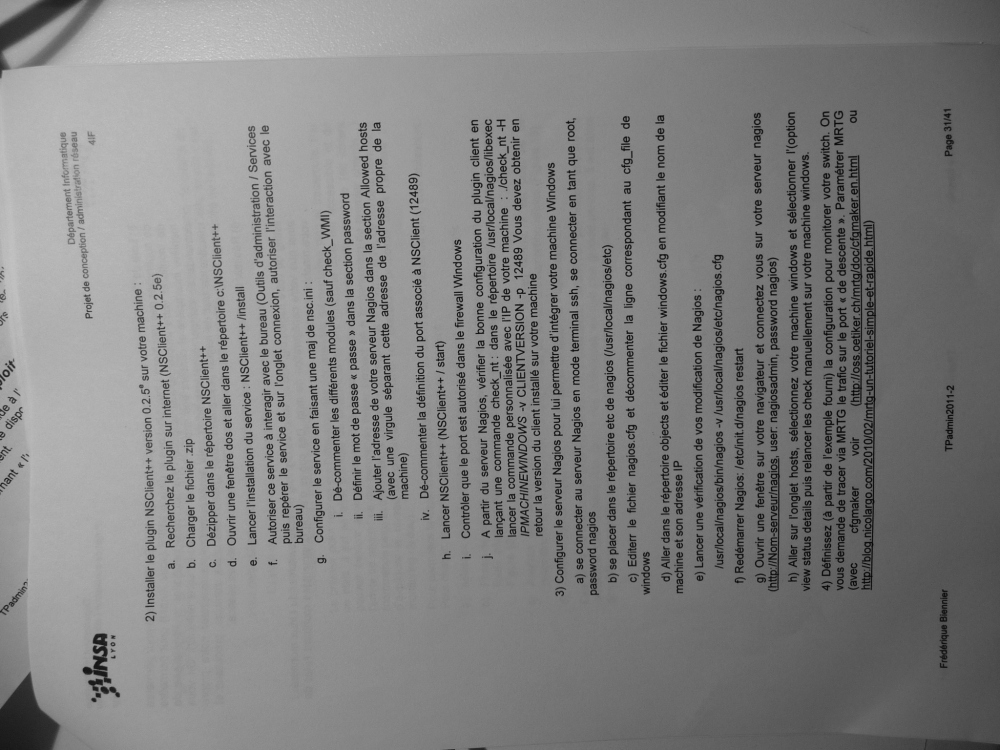 INSA
LYON
Département Informatique
Projet de conception / administration réseau
4IF
2) Installer le plugin NSClient++ version 0.2.5* sur votre machine :
a. Recherchez le plugin sur internet (NSClient++ 0.2.5e)
b. Charger le fichier .zip
c. Dézipper dans le répertoire NSClient++
d. Ouvrir une fenêtre dos et aller dans le répertoire c:\NSClient++
e. Lancer l'installation du service : NSClient++ /install
f. Autoriser ce service à interagir avec le bureau (Outils d'administration / Services
puis repérer le service et sur l'onglet connexion, autoriser l'interaction avec le
bureau)
g. Configurer le service en faisant une maj de nsc.ini :
i. Dé-commenter les différents modules (sauf check_WMI)
ii. Définir le mot de passe « passe » dans la section password
iii. Ajouter l'adresse de votre serveur Nagios dans la section Allowed hosts
(avec une virgule séparant cette adresse de l'adresse propre de la
machine)
iv. Dé-commenter la définition du port associé à NSClient (12489)
h. Lancer NSClient++ (NSClient++ / start)
i. Contrôler que le port est autorisé dans le firewall Windows
j. A partir du serveur Nagios, vérifier la bonne configuration du plugin client en
lançant une commande check_nt : dans le répertoire /usr/local/nagios/libexec
lancer la commande personnalisée avec l'IP de votre machine : ./check_nt -H
IPMACHINEWINDOWS -v CLIENTVERSION -p 12489 Vous devez obtenir en
retour la version du client installé sur votre machine
3) Configurer le serveur Nagios pour lui permettre d'intégrer votre machine Windows
a) se connecter au serveur Nagios en mode terminal ssh, se connecter en tant que root,
password nagios
b) se placer dans le répertoire etc de nagios (/usr/local/nagios/etc)
c) Editerr le fichier nagios.cfg et décommenter la ligne correspondant au cfg_file de
windows
d) Aller dans le répertoire objects et éditer le fichier windows.cfg en modifiant le nom de la
machine et son adresse IP
e) Lancer une vérification de vos modification de Nagios :
/usr/local/nagios/bin/nagios -v /usr/local/nagios/etc/nagios.cfg
f) Redémarrer Nagios: /etc/init.d/nagios restart
g) Ouvrir une fenêtre sur votre navigateur et connectez vous sur votre serveur nagios
(http://Nom-serveur/nagios, user: nagiosadmin, password nagios)
h) Aller sur l'onglet hosts, sélectionnez votre machine windows et sélectionner l'(option
view status details puis relancer les check manuellement sur votre machine windows.
4) Définissez (à partir de l'exemple fourni) la configuration pour monitorer votre switch. On
vous demande de tracer via MRTG le trafic sur le port « de descente ». Paramétrer MRTG
(avec cfgmaker voir (http://oss.oetiker.ch/mrtg/doc/cfgmaker.en.html ou
http://blog.nicolargo.com/2010/02/mrtg-un-tutoriel-simple-et-rapide.html)
Frédérique Biennier
TPadmin2011-2
Page 31/41